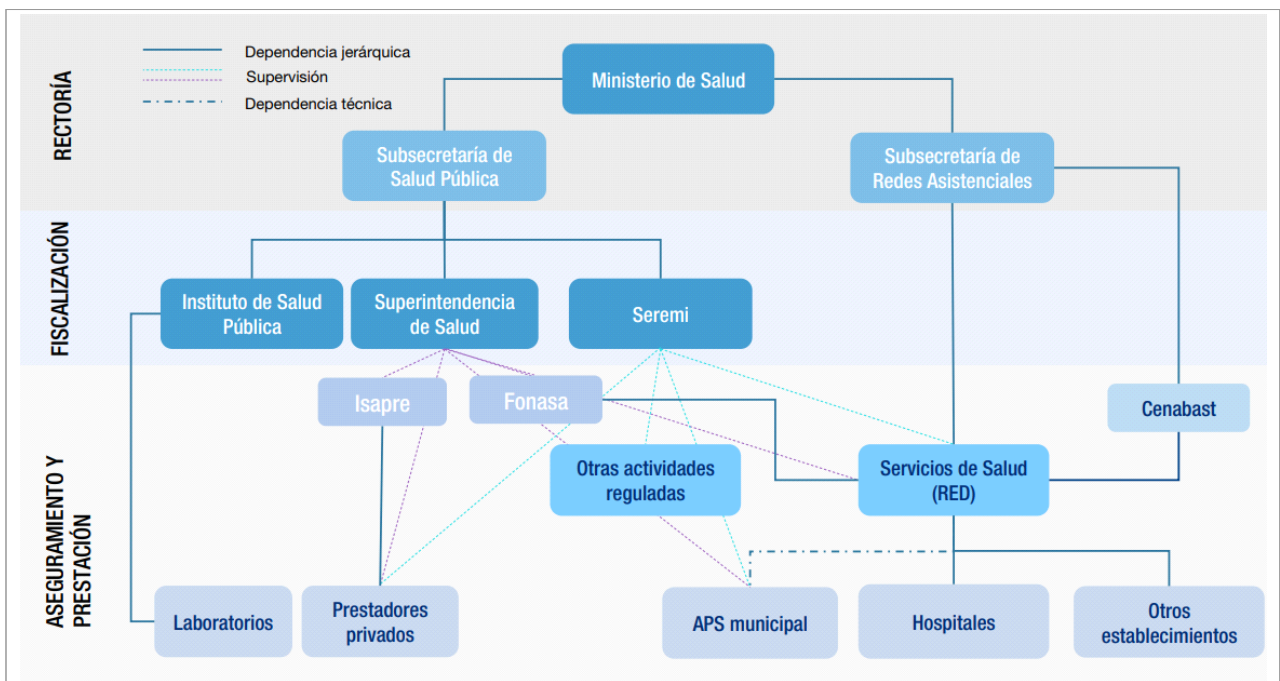 Dependencia jerárquica
Supervisión
Dependencia técnica
RECTORÍA
Ministerio de Salud
Subsecretaría de
Salud Pública
Subsecretaría de
Redes Asistenciales
FISCALIZACIÓN
Instituto de Salud
Pública
Superintendencia
de Salud
Seremi
ASEGURAMIENTO Y
PRESTACIÓN
Isapre
Fonasa
Cenabast
Otras actividades
reguladas
Servicios de Salud
(RED)
Laboratorios
Prestadores
privados
APS municipal
Hospitales
Otros
establecimientos